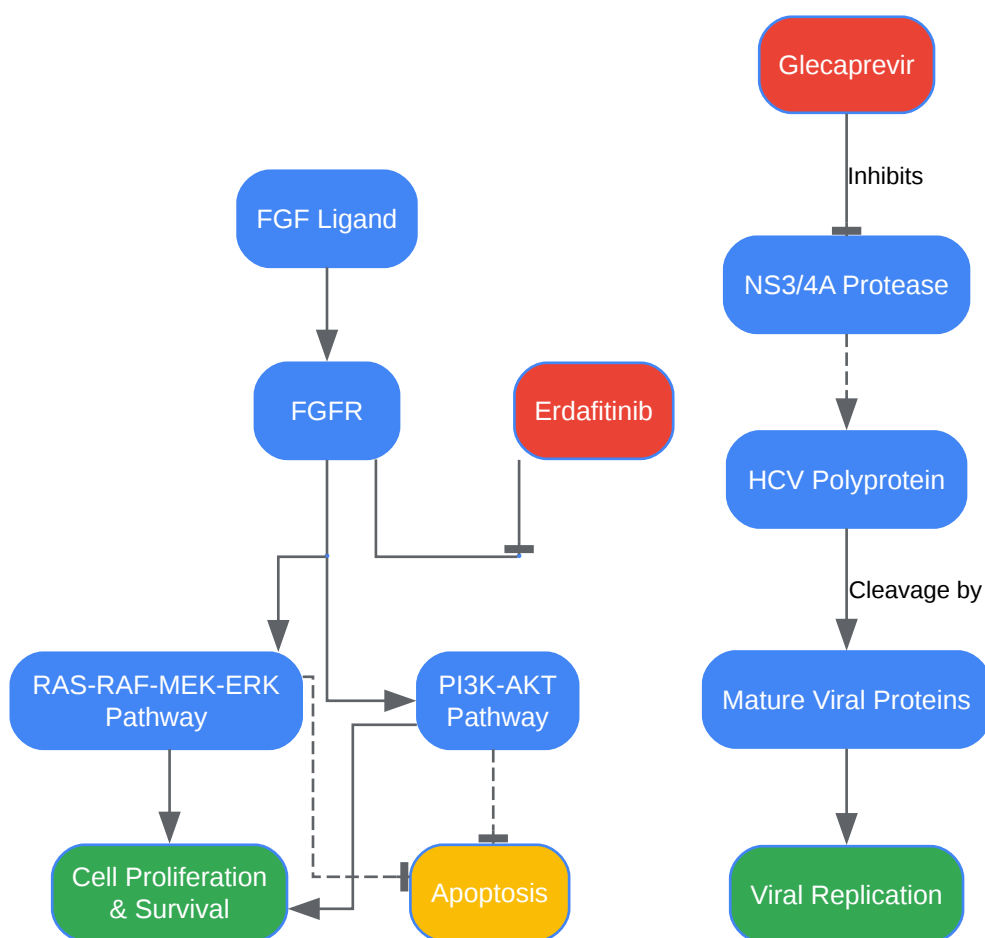 Glecaprevir
Inhibits
FGF Ligand
NS3/4A Protease
FGFR
Erdafitinib
HCV Polyprotein
Cleavage by
RAS-RAF-MEK-ERK
Pathway
PI3K-AKT
Pathway
Mature Viral Proteins
Cell Proliferation
& Survival
Apoptosis
Viral Replication